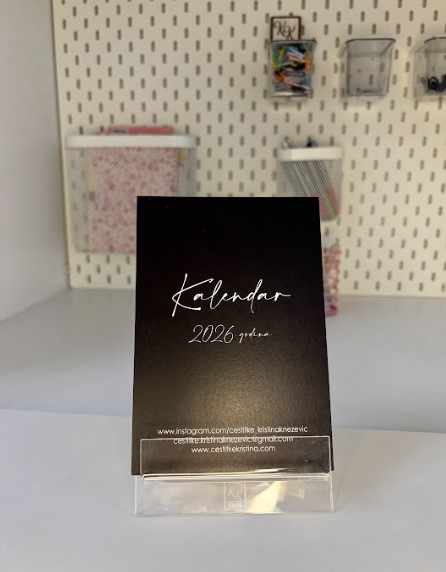 Kalendar
2026 godina
www.instagram.com/cestitke_kristinaknezevic
cestitke.kristinaknezevic@gmail.com
www.cestitkekristina.com